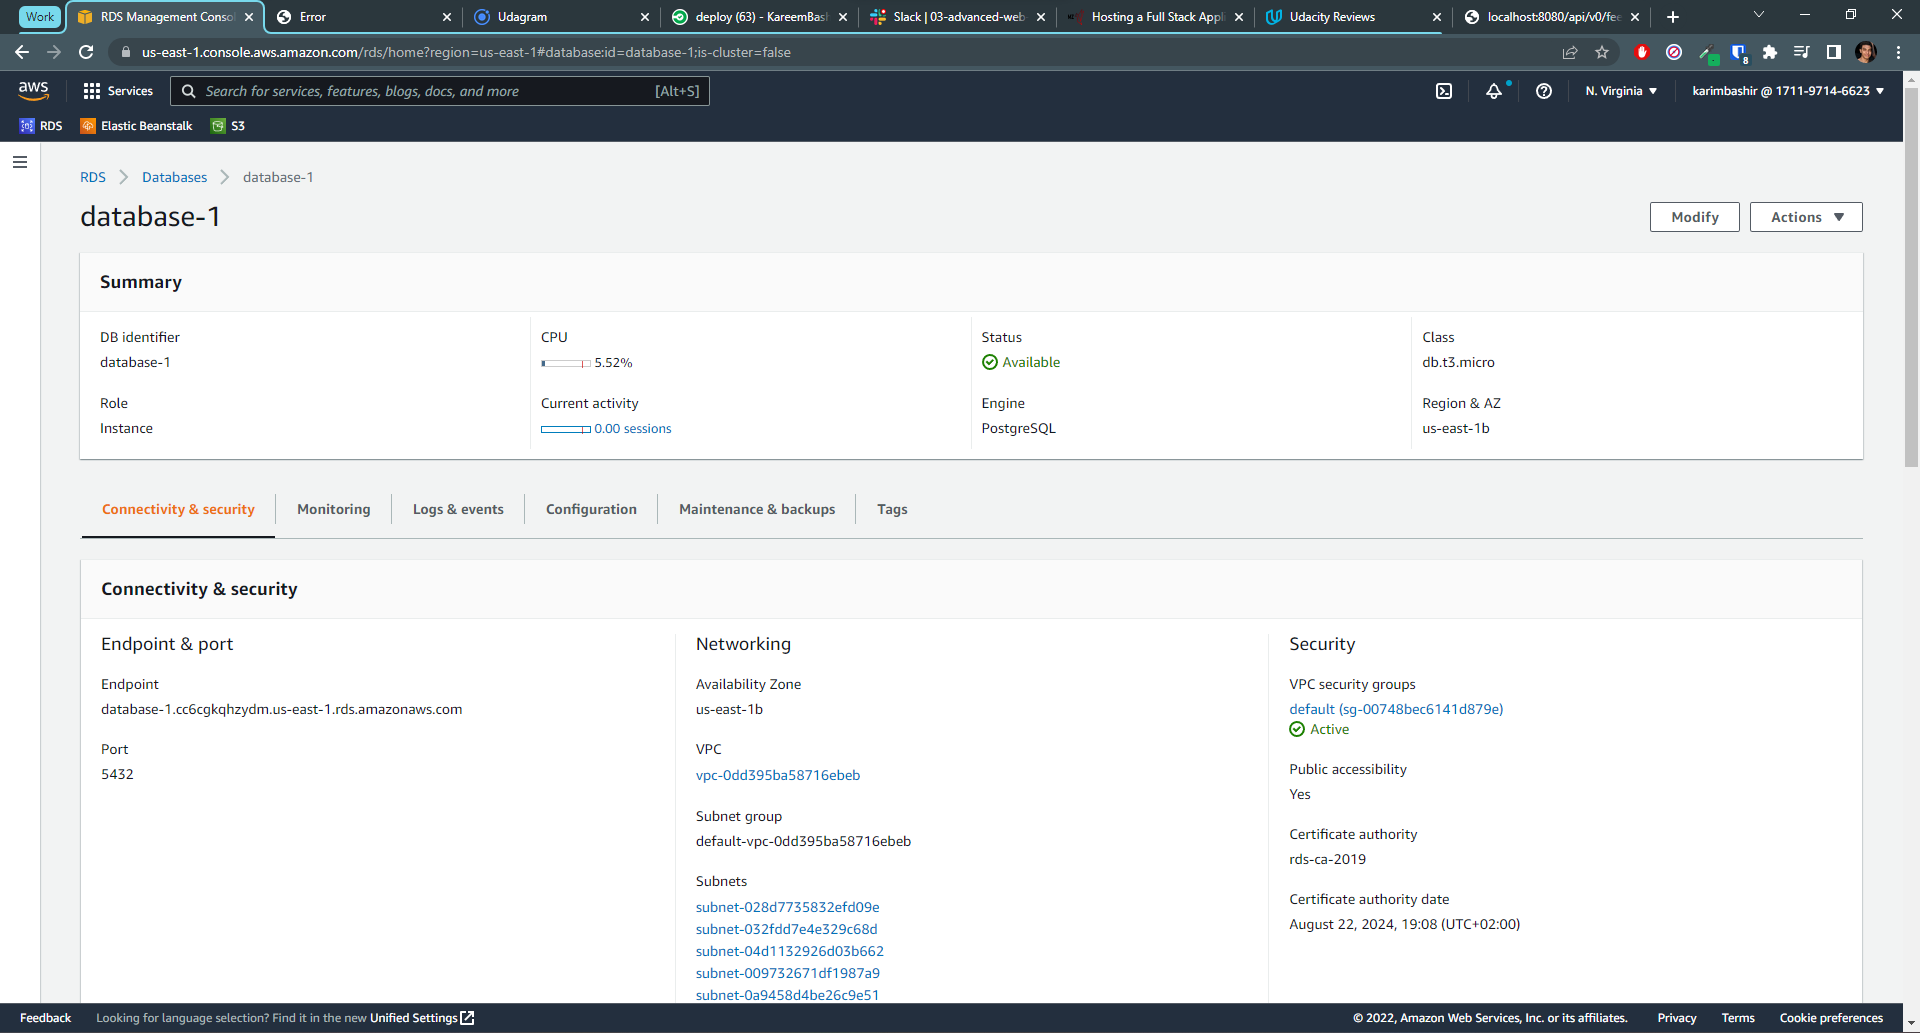 Work
RDS Management Conso
Error
Udagram
deploy (63) - KareemBash
Slack | 03-advanced-web-
Hosting a Full Stack Appli
Udacity Reviews
localhost:8080/api/v0/fee
us-east-1.console.aws.amazon.com/rds/home?region=us-east-1#database:id=database-1;is-cluster=false
8
aws
Services
Search for services, features, blogs, docs, and more
[Alt+S]
N. Virginia
karimbashir @ 1711-9714-6623
RDS
Elastic Beanstalk
S3
RDS
Databases
database-1
database-1
Modify
Actions
Summary
DB identifier
database-1
CPU
5.52%
Status
Available
Class
db.t3.micro
Role
Instance
Current activity
0.00 sessions
Engine
PostgreSQL
Region & AZ
us-east-1b
Connectivity & security
Monitoring
Logs & events
Configuration
Maintenance & backups
Tags
Connectivity & security
Endpoint & port
Endpoint
database-1.cc6cgkqhzydm.us-east-1.rds.amazonaws.com
Port
5432
Networking
Availability Zone
us-east-1b
VPC
vpc-0dd395ba58716ebeb
Subnet group
default-vpc-0dd395ba58716ebeb
Subnets
subnet-028d7735832efd09e
subnet-032fdd7e4e329c68d
subnet-04d1132926d03b662
subnet-009732671df1987a9
subnet-0a9458d4be26c9e51
Security
VPC security groups
default (sg-00748bec6141d879e)
Active
Public accessibility
Yes
Certificate authority
rds-ca-2019
Certificate authority date
August 22, 2024, 19:08 (UTC+02:00)
Feedback
Looking for language selection? Find it in the new Unified Settings
© 2022, Amazon Web Services, Inc. or its affiliates.
Privacy
Terms
Cookie preferences